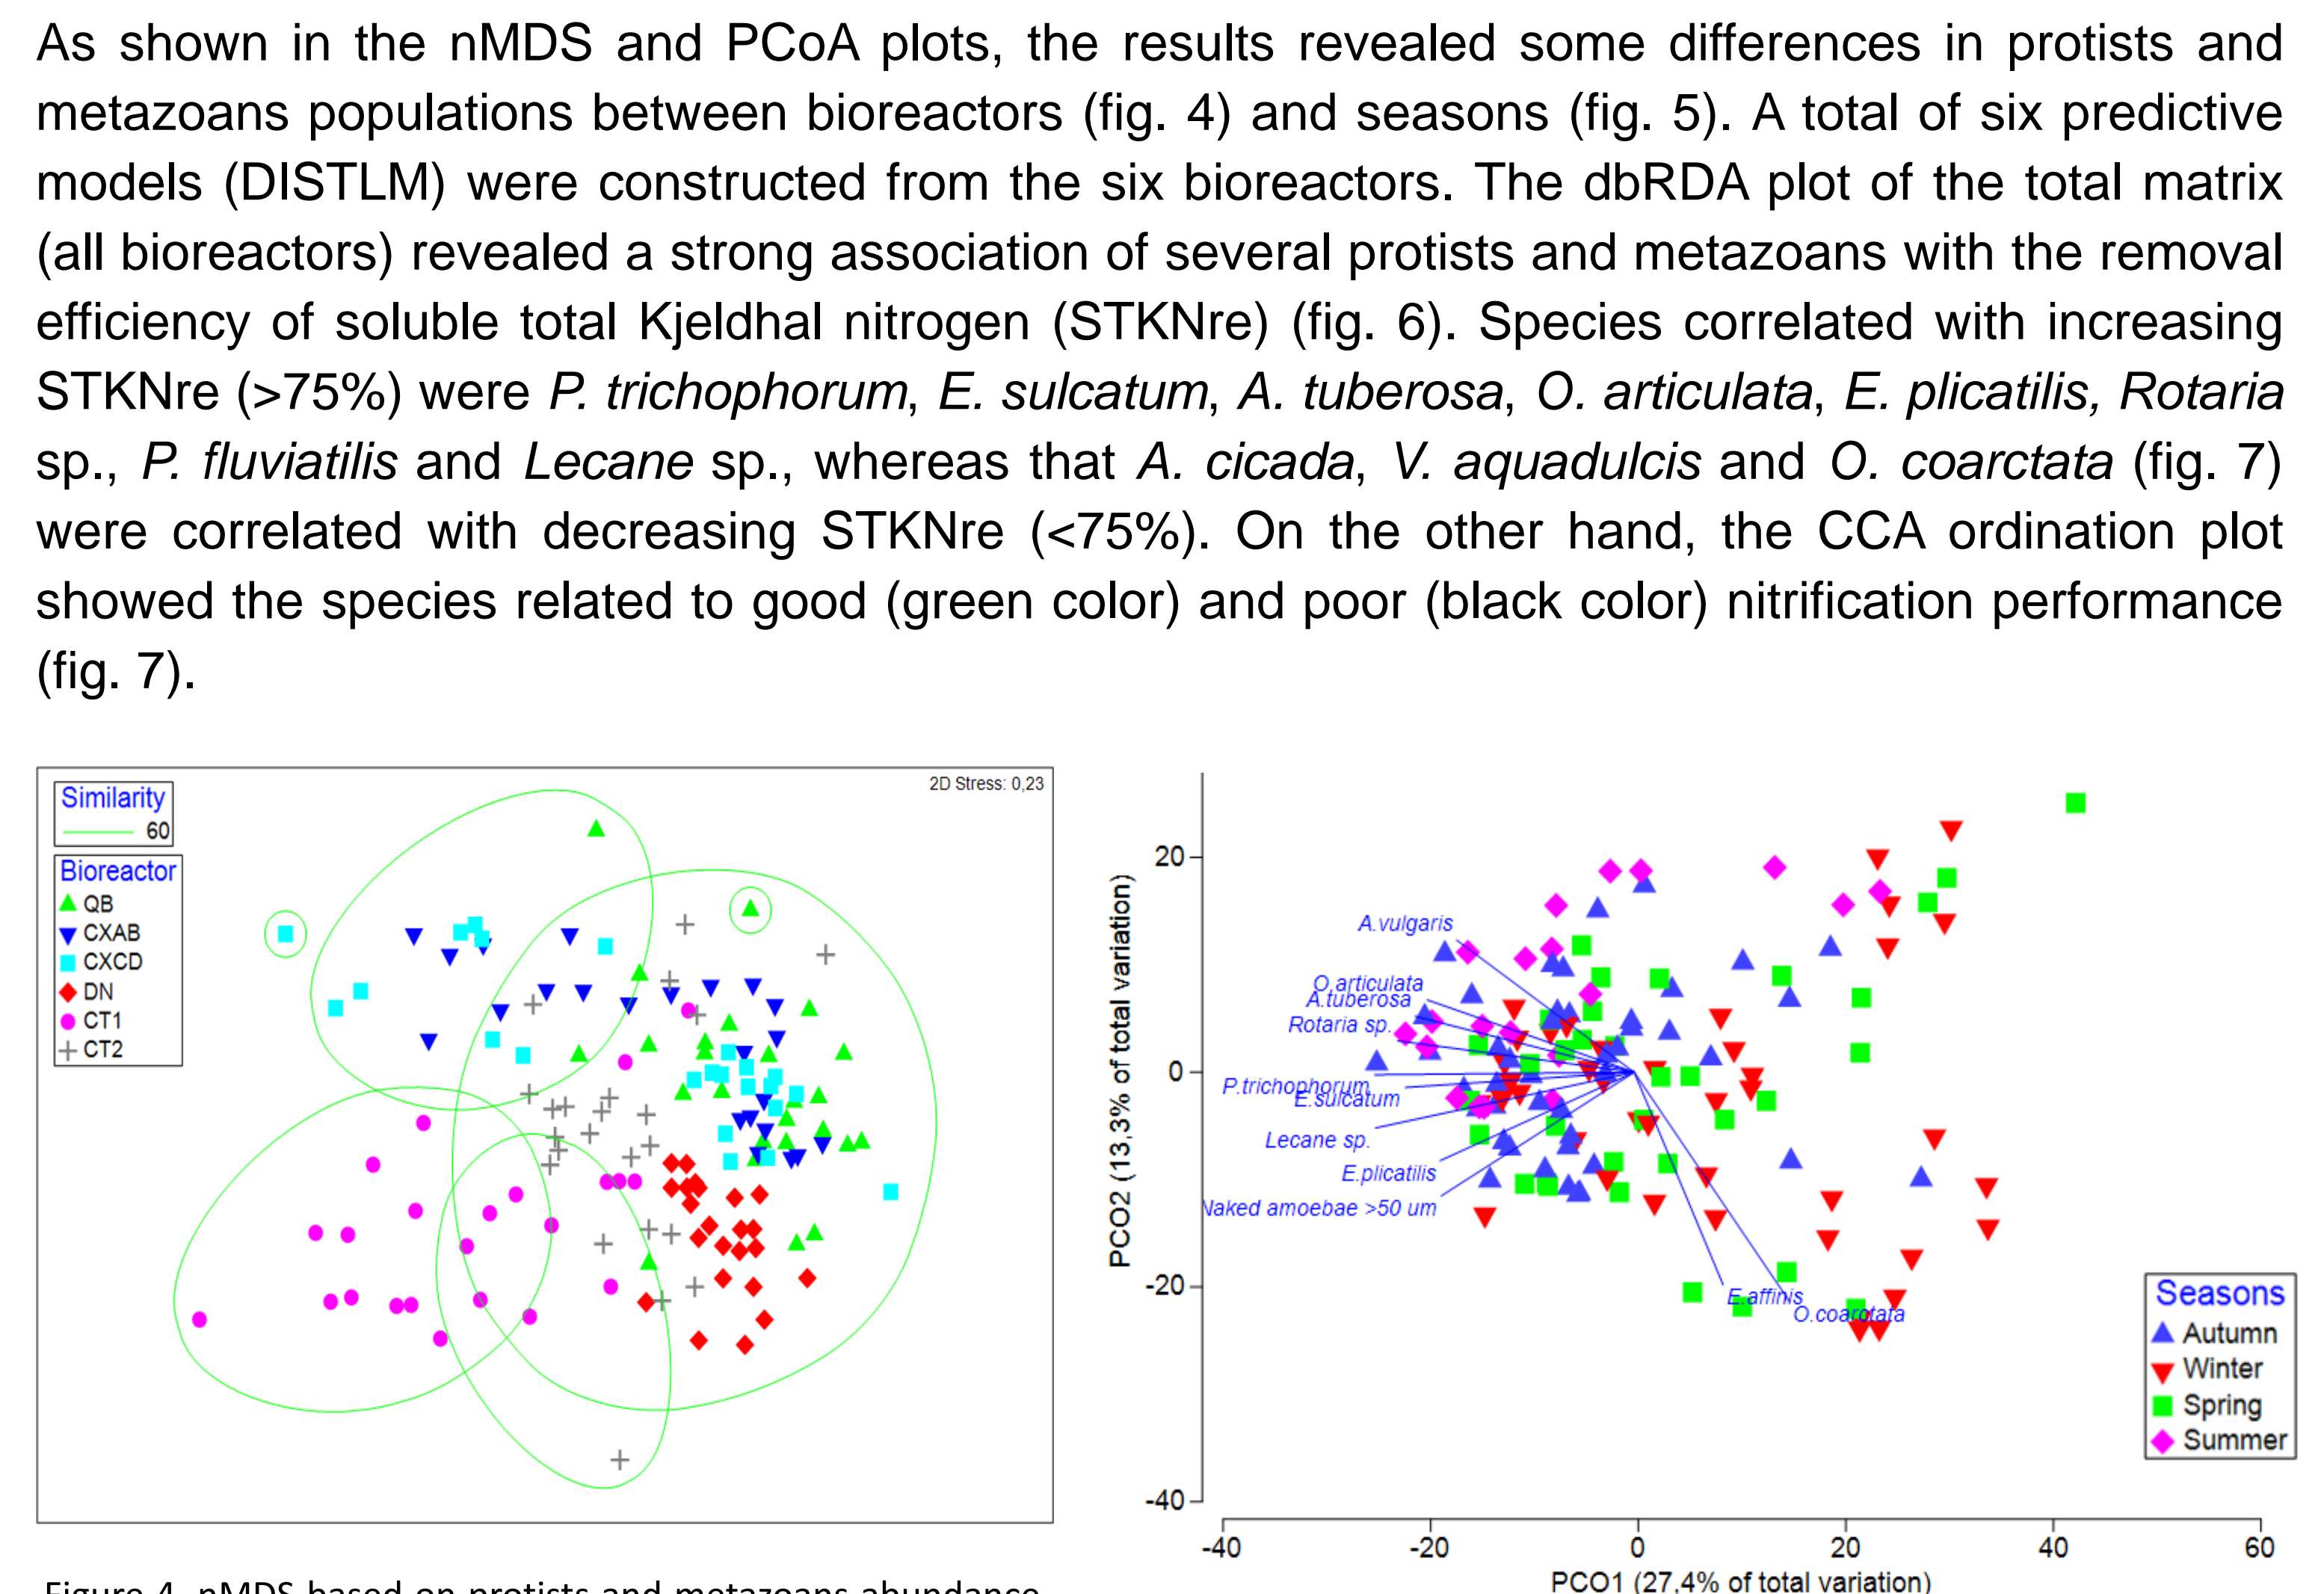 As shown in the nMDS and PCoA plots, the results revealed some differences in protists and
metazoans populations between bioreactors (fig. 4) and seasons (fig. 5). A total of six predictive
models (DISTLM) were constructed from the six bioreactors. The dbRDA plot of the total matrix
(all bioreactors) revealed a strong association of several protists and metazoans with the removal
efficiency of soluble total Kjeldhal nitrogen (STKNre) (fig. 6). Species correlated with increasing
STKNre (>75%) were P. trichophorum, E. sulcatum, A. tuberosa, O. articulata, E. plicatilis, Rotaria
sp., P. fluviatilis and Lecane sp., whereas that A. cicada, V. aquadulcis and O. coarctata (fig. 7)
were correlated with decreasing STKNre (<75%). On the other hand, the CCA ordination plot
showed the species related to good (green color) and poor (black color) nitrification performance
(fig. 7).
2D Stress: 0,23
Similarity
60
Bioreactor
QB
CXAB
CXCD
DN
CT1
CT2
Figure 4. nMDS based on protists and metazoans abundance
PCO2 (13,3% of total variation)
20
0
-20
-40
A.vulgaris
O.articulata
A.tuberosa
Rotaria sp.
P.trichophorum
E.sulcatum
Lecane sp.
E.plicatilis
Naked amoebae >50 um
E.affinis
O.coarctata
Seasons
Autumn
Winter
Spring
Summer
-40
-20
0
20
40
60
PCO1 (27,4% of total variation)